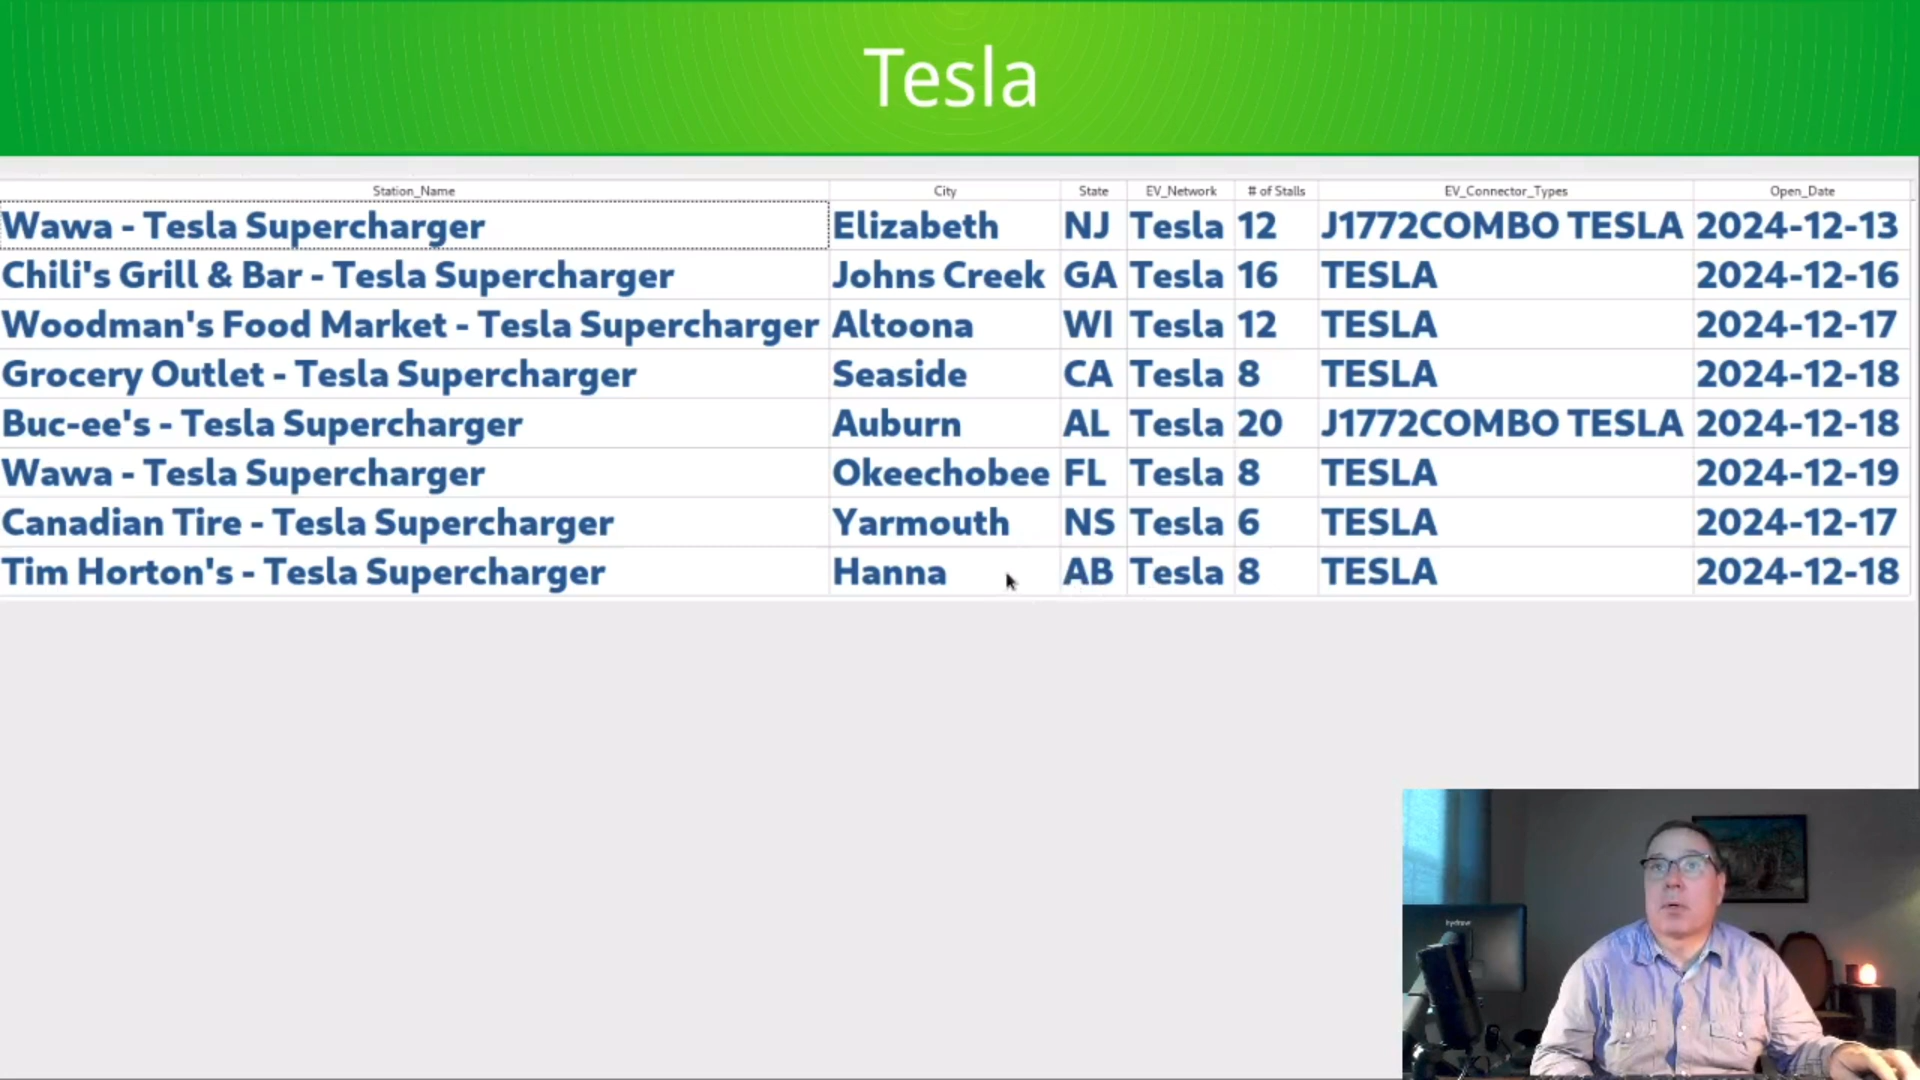 Tesla
Station_Name City State EV_Network # of Stalls EV_Connector_Types Open_Date
Wawa - Tesla Supercharger Elizabeth NJ Tesla 12 J1772COMBO TESLA 2024-12-13
Chili's Grill & Bar - Tesla Supercharger Johns Creek GA Tesla 16 TESLA 2024-12-16
Woodman's Food Market - Tesla Supercharger Altoona WI Tesla 12 TESLA 2024-12-17
Grocery Outlet - Tesla Supercharger Seaside CA Tesla 8 TESLA 2024-12-18
Buc-ee's - Tesla Supercharger Auburn AL Tesla 20 J1772COMBO TESLA 2024-12-18
Wawa - Tesla Supercharger Okeechobee FL Tesla 8 TESLA 2024-12-19
Canadian Tire - Tesla Supercharger Yarmouth NS Tesla 6 TESLA 2024-12-17
Tim Horton's - Tesla Supercharger Hanna AB Tesla 8 TESLA 2024-12-18